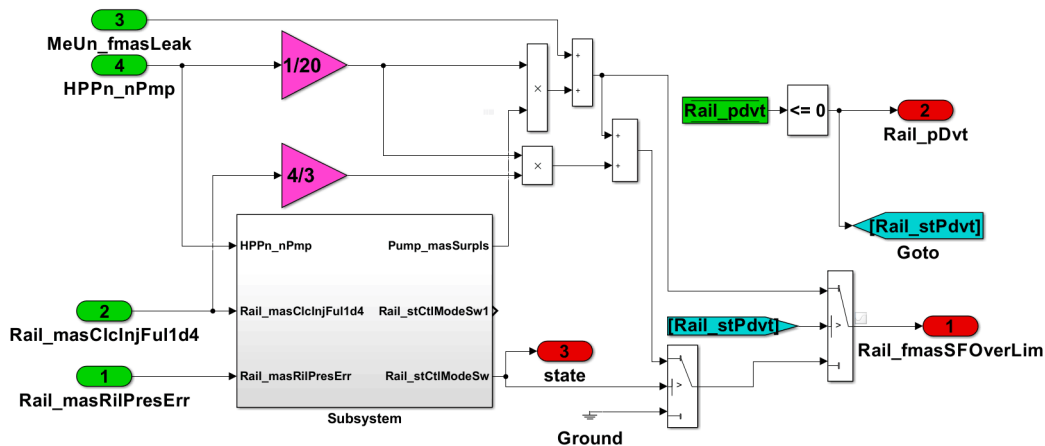 3
MeUn_fmasLeak
4
HPPn_nPmp
1/20
4/3
×
×
+
+
+
+
Rail_pdvt
<= 0
2
Rail_pDvt
[Rail_stPdvt]
Goto
HPPn_nPmp
Pump_masSurpls
2
Rail_masClcInjFul1d4
Rail_masClcInjFul1d4
Rail_stCtlModeSw1
1
Rail_masRilPresErr
Rail_masRilPresErr
Rail_stCtlModeSw
Subsystem
3
state
Ground
>
[Rail_stPdvt]
>
1
Rail_fmasSFOverLim